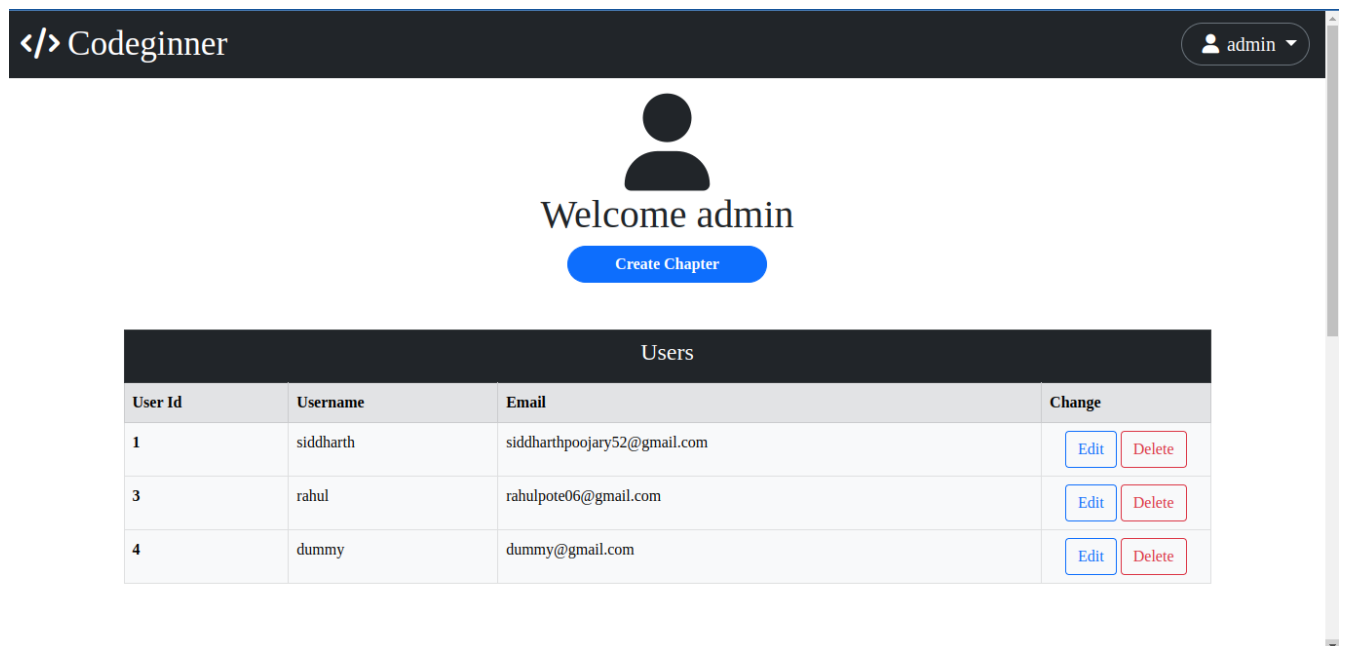 </> Codeginner
admin
Welcome admin
Create Chapter
Users
User Id Username Email Change
1 siddharth siddharthpoojary52@gmail.com Edit Delete
3 rahul rahulpote06@gmail.com Edit Delete
4 dummy dummy@gmail.com Edit Delete